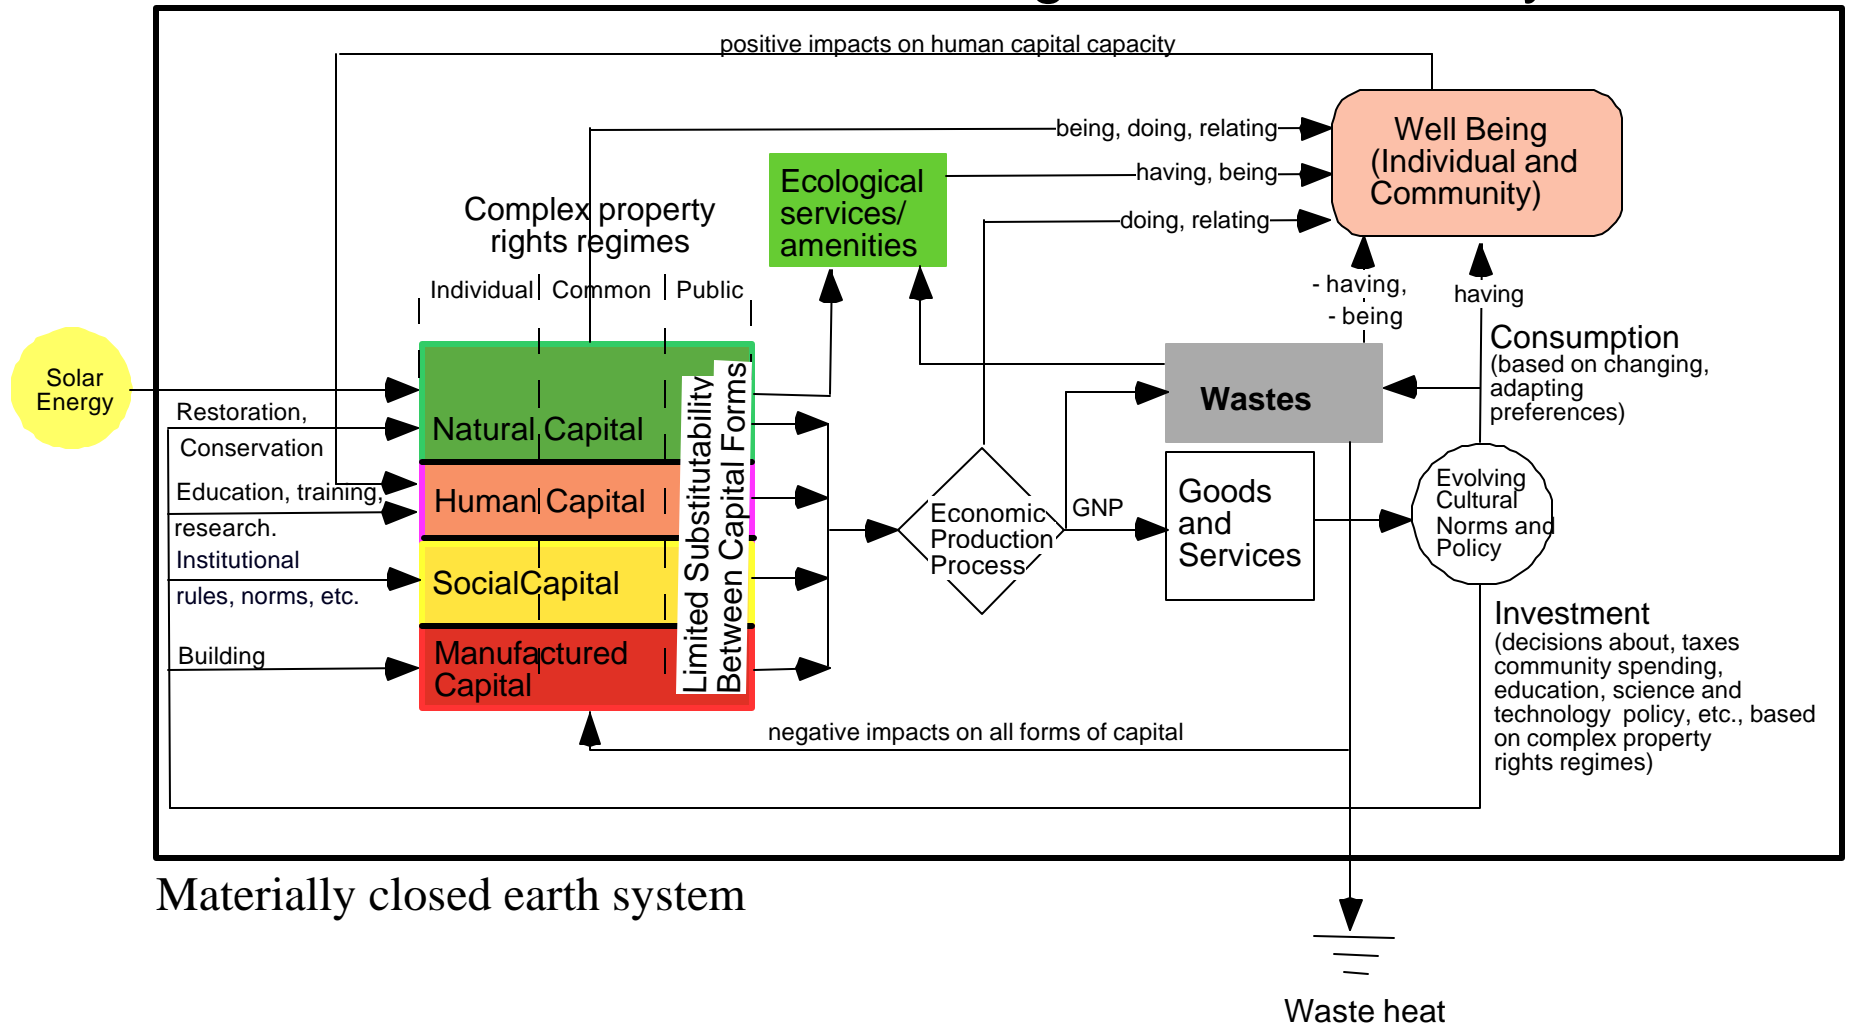 positive impacts on human capital capacity
being, doing, relating
Well Being
(Individual and
Community)
having, being
Ecological
services/
amenities
doing, relating
Complex property
rights regimes
Individual
Common
Public
- having,
- being
having
Consumption
(based on changing,
adapting
preferences)
Solar
Energy
Restoration,
Conservation
Education, training,
research.
Institutional
rules, norms, etc.
Building
Natural Capital
Human Capital
SocialCapital
Manufactured
Capital
Limited Substitutability
Between Capital Forms
Wastes
Economic
Production
Process
GNP
Goods
and
Services
Evolving
Cultural
Norms and
Policy
Investment
(decisions about, taxes
community spending,
education, science and
technology policy, etc., based
on complex property
rights regimes)
negative impacts on all forms of capital
Materially closed earth system
Waste heat